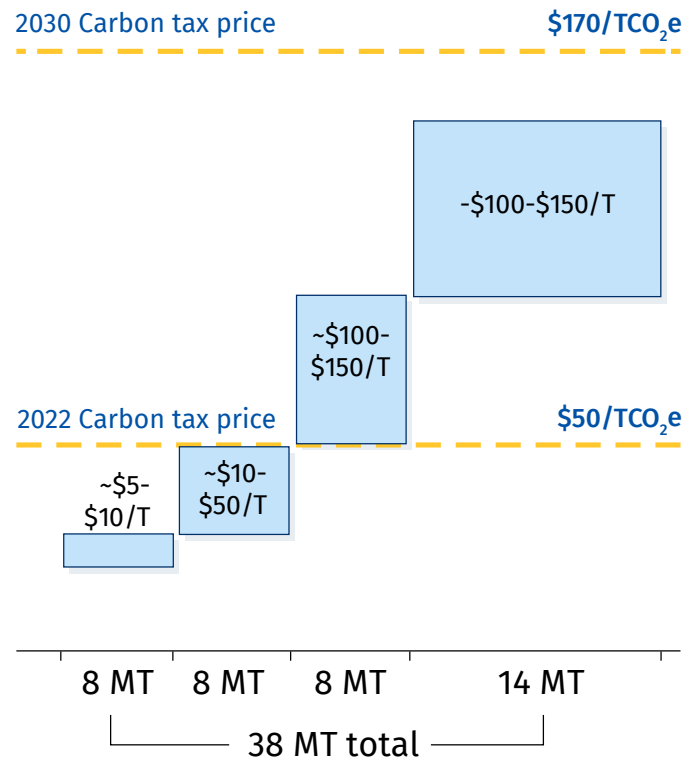 2030 Carbon tax price $170/TCO₂e
-$100-$150/T
~$100-
$150/T
2022 Carbon tax price $50/TCO₂e
~$5-
$10/T
~$10-
$50/T
8 MT 8 MT 8 MT 14 MT
38 MT total